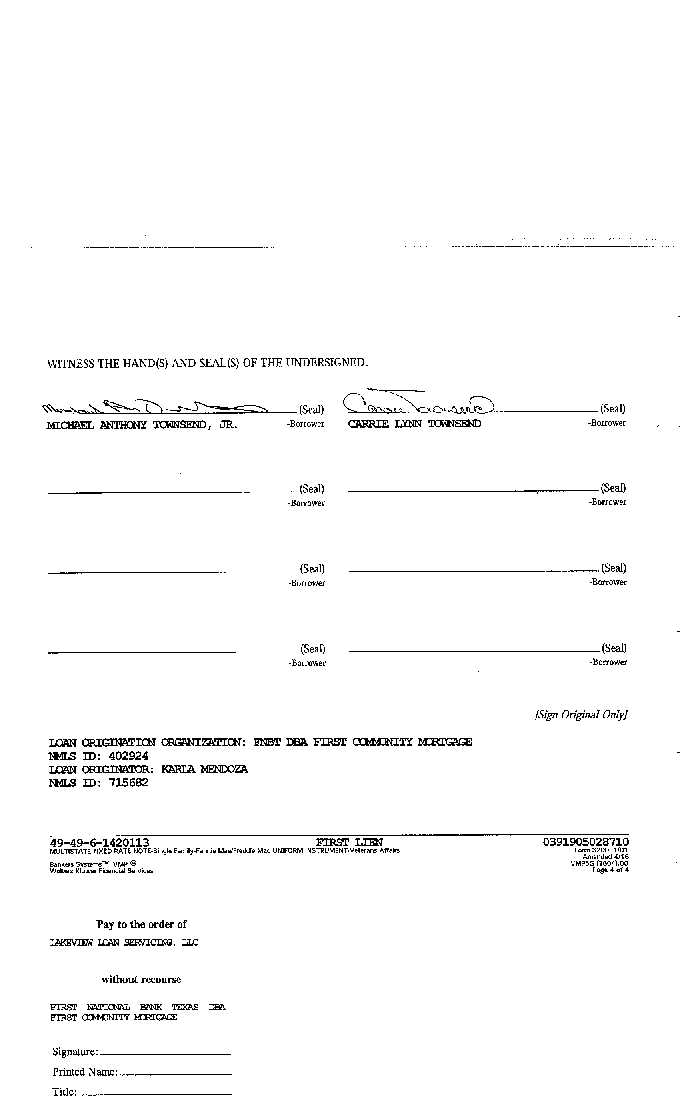 WITNESS THE HAND(S) AND SEAL(S) OF THE UNDERSIGNED.
(Seal) (Seal)
MICHAEL ANTHONY TOWNSEND, JR. -Borrower CARRIE LYNN TOWNSEND -Borrower
(Seal) (Seal)
-Borrower -Borrower
(Seal) (Seal)
-Borrower -Borrower
(Seal) (Seal)
-Borrower -Borrower
[Sign Original Only]
LOAN ORIGINATION ORGANIZATION: FNBT DBA FIRST COMMUNITY MORTGAGE
NMLS ID: 402924
LOAN ORIGINATOR: KARLA MENDOZA
NMLS ID: 715682
49-49-6-1420113 FIRST LIEN 0391905028710
MULTISTATE FIXED RATE NOTE-Single Family-Fannie Mae/Freddie Mac UNIFORM INSTRUMENT-Veterans Affairs Form 3200
Amended
Bankers Systems™ VMP ® VMP5G
Wolters Kluwer Financial Services Page 4 of 4
Pay to the order of
LAKEVIEW LOAN SERVICING, LLC
without recourse
FIRST NATIONAL BANK TEXAS DBA
FIRST COMMUNITY MORTGAGE
Signature:
Printed Name:
Title: